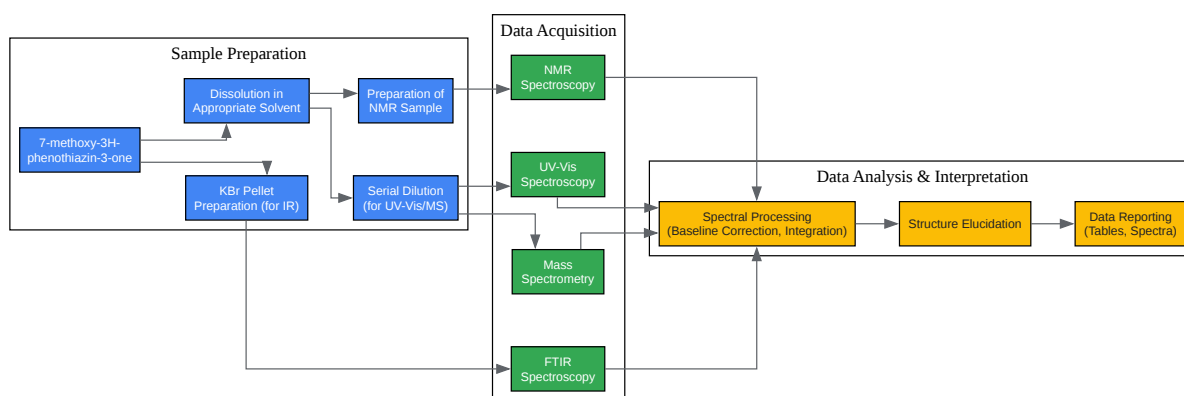 Sample Preparation
7-methoxy-3H-
phenothiazin-3-one
Dissolution in
Appropriate Solvent
Preparation of
NMR Sample
KBr Pellet
Preparation (for IR)
Serial Dilution
(for UV-Vis/MS)
Data Acquisition
NMR
Spectroscopy
UV-Vis
Spectroscopy
Mass
Spectrometry
FTIR
Spectroscopy
Data Analysis & Interpretation
Spectral Processing
(Baseline Correction, Integration)
Structure Elucidation
Data Reporting
(Tables, Spectra)